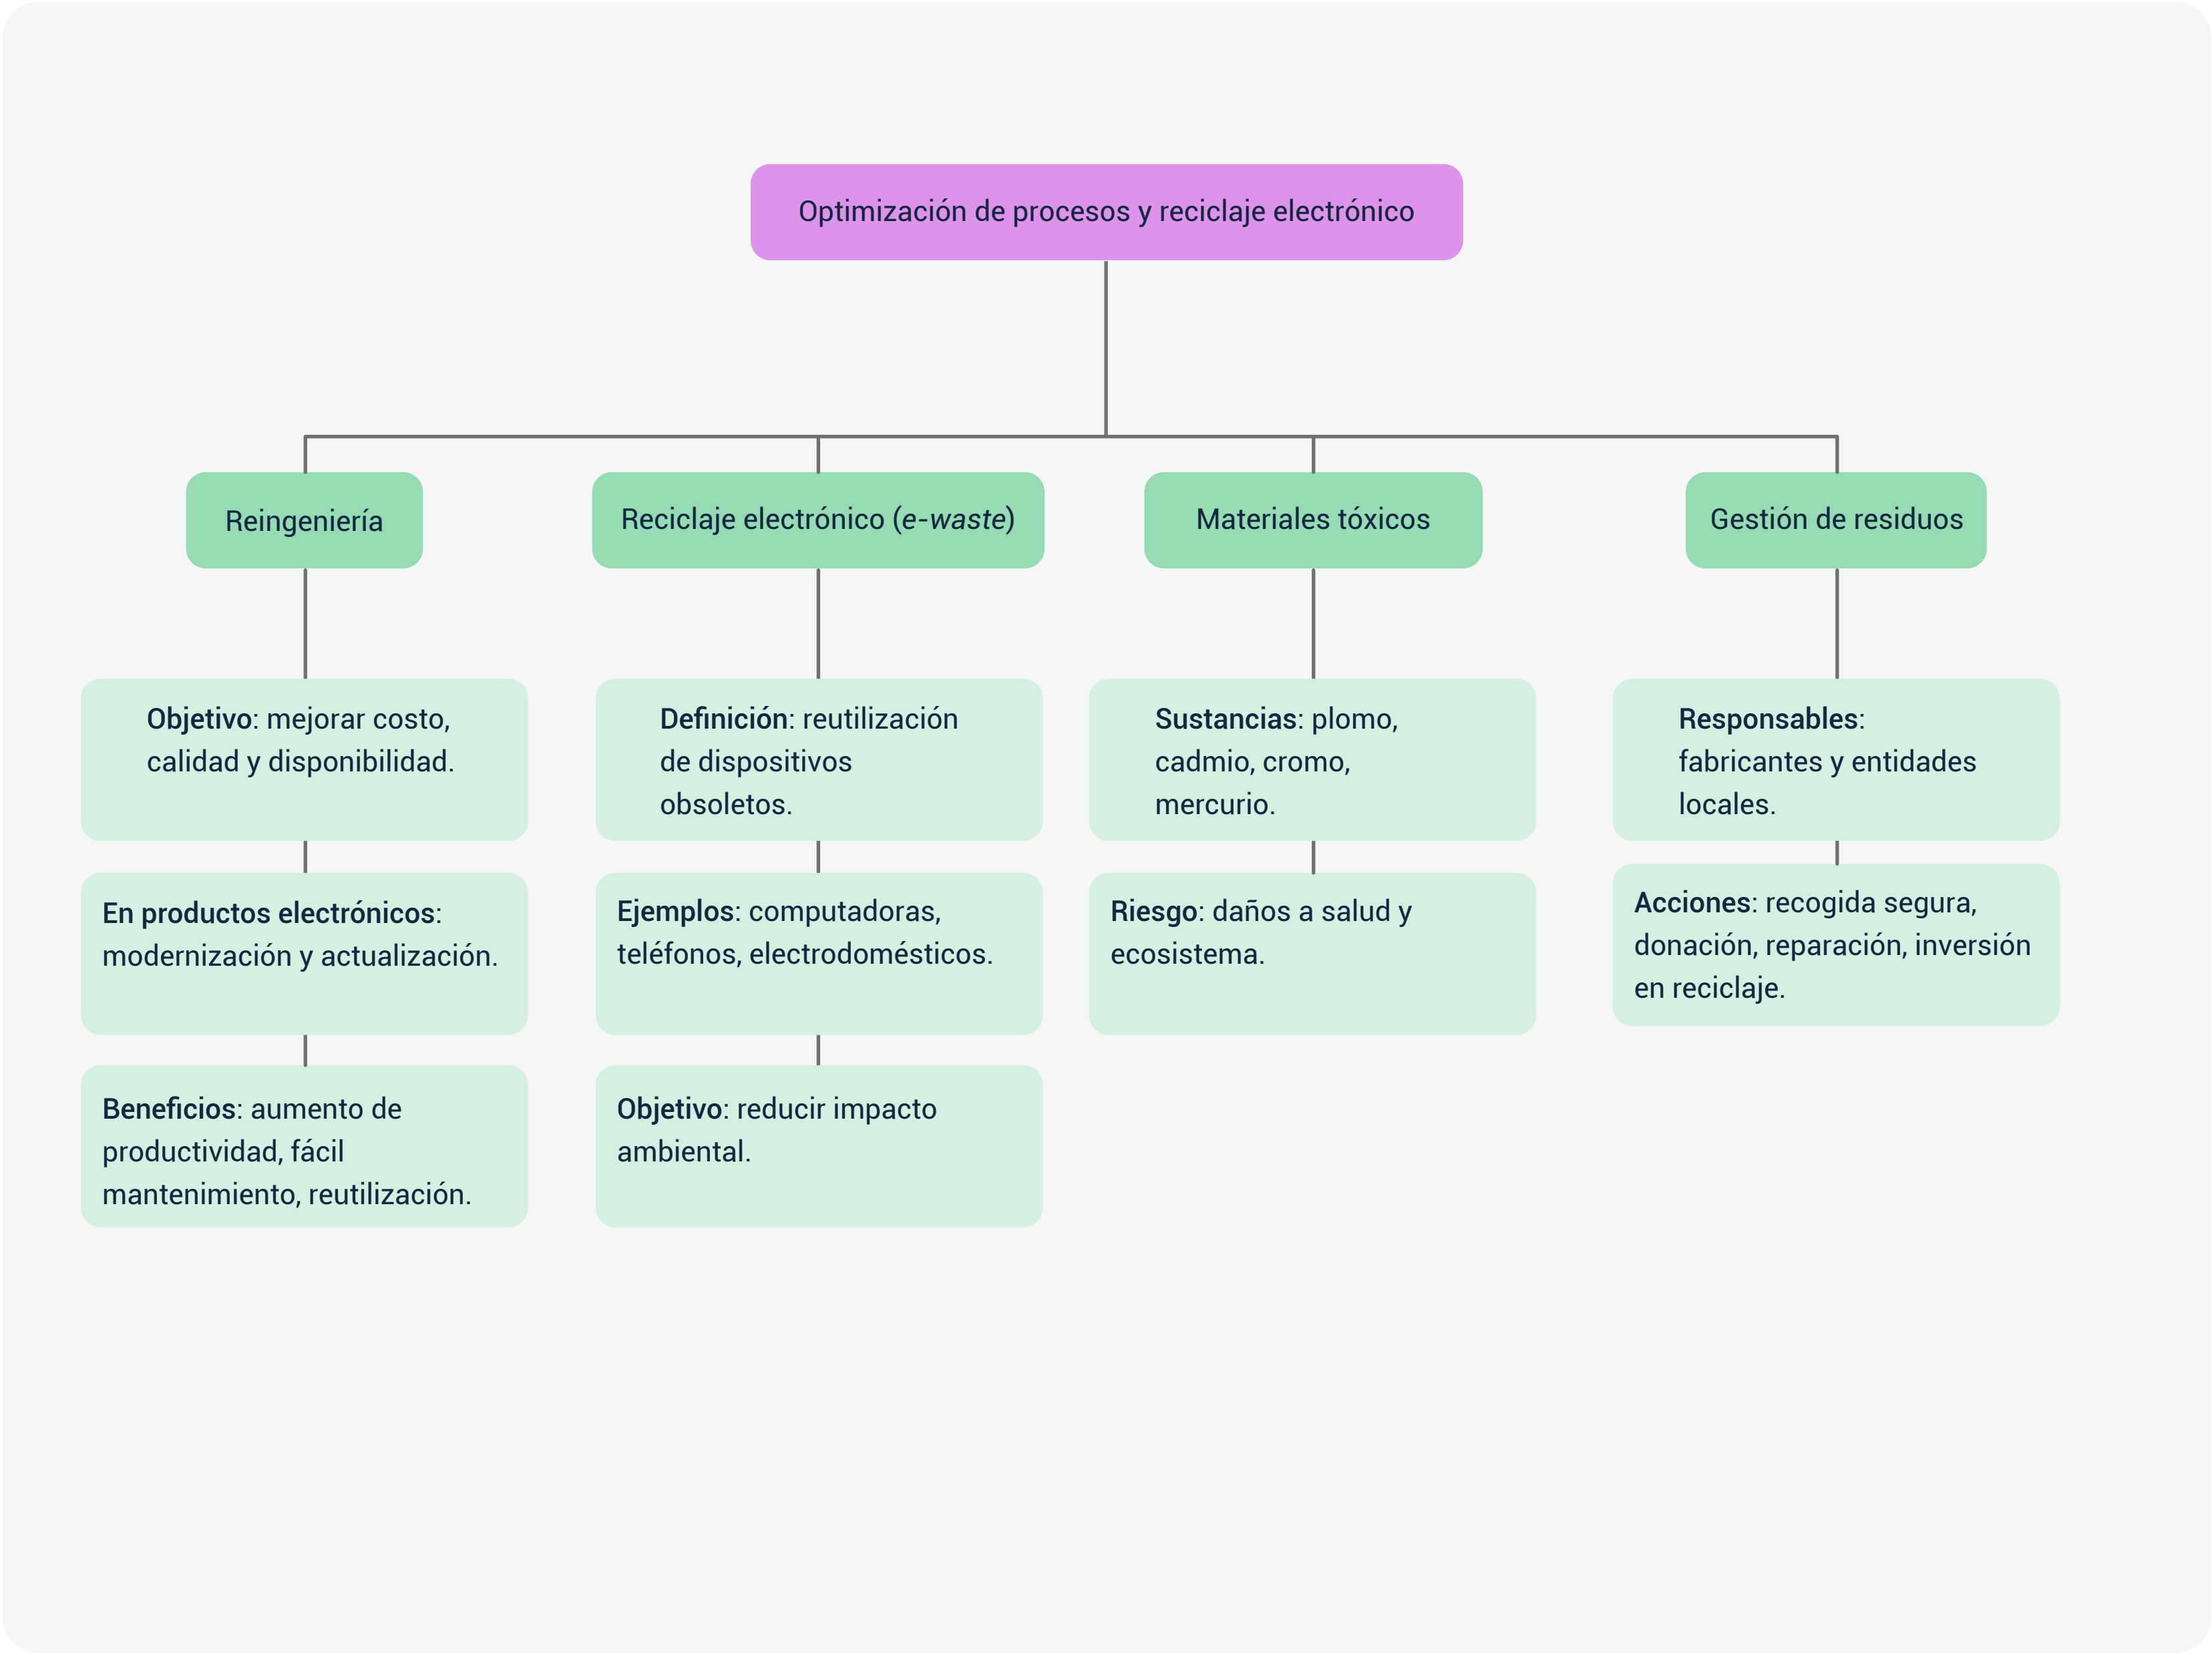 Optimización de procesos y reciclaje electrónico
Reingeniería
Objetivo: mejorar costo,
calidad y disponibilidad.
En productos electrónicos:
modernización y actualización.
Beneficios: aumento de
productividad, fácil
mantenimiento, reutilización.
Reciclaje electrónico (e-waste)
Definición: reutilización
de dispositivos
obsoletos.
Ejemplos: computadoras,
teléfonos, electrodomésticos.
Objetivo: reducir impacto
ambiental.
Materiales tóxicos
Sustancias: plomo,
cadmio, cromo,
mercurio.
Riesgo: daños a salud y
ecosistema.
Gestión de residuos
Responsables:
fabricantes y entidades
locales.
Acciones: recogida segura,
donación, reparación, inversión
en reciclaje.